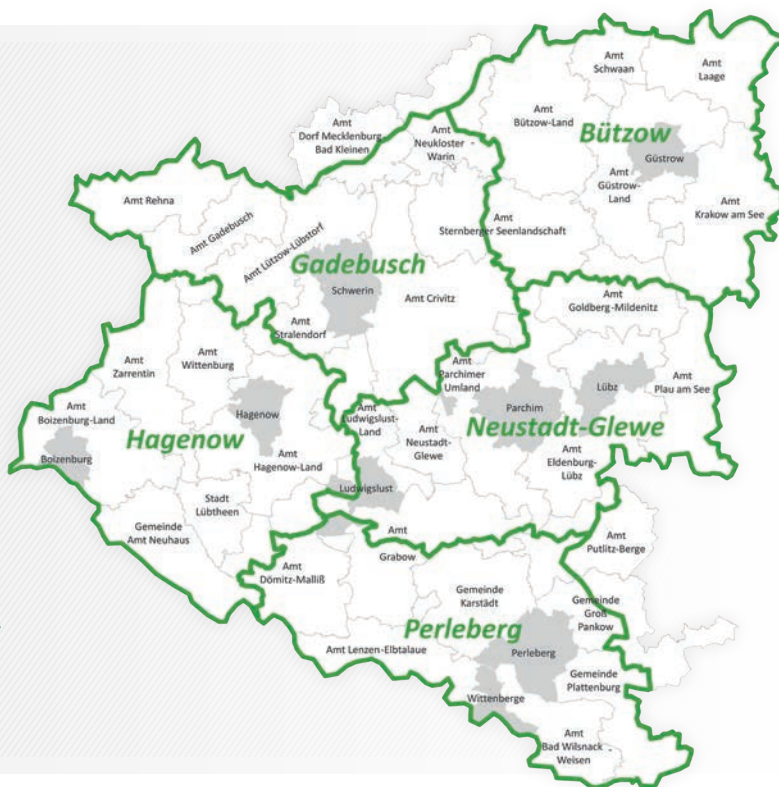 Amt
Schwaan
Amt
Laage
Amt
Dorf Mecklenburg-
Bad Kleinen
Amt
Neukloster
Warin
Amt
Bützow-Land
Bützow
Güstrow
Amt
Güstrow-
Land
Amt
Krakow am See
Amt Rehna
Amt Gadebusch
Amt Lützow-Lübstorf
Amt
Sternberger Seenlandschaft
Gadebusch
Schwerin
Amt Crivitz
Amt
Stralendorf
Amt
Goldberg-Mildenitz
Amt
Zarrentin
Amt
Wittenburg
Amt
Parchimer
Umland
Lübz
Amt
Plau am See
Amt
Boizenburg-Land
Boizenburg
Hagenow
Hagenow
Amt
Hagenow-Land
Amt
Ludwigslust-
Land
Amt
Neustadt-
Glewe
Parchim
Neustadt-Glewe
Amt
Eldenburg-
Lübz
Ludwigslust
Stadt
Lübtheen
Gemeinde
Amt Neuhaus
Amt
Grabow
Amt
Dömitz-Malliß
Amt
Putlitz-Berge
Gemeinde
Karstädt
Gemeinde
Groß
Pankow
Perleberg
Perleberg
Amt Lenzen-Elbtalaue
Gemeinde
Plattenburg
Wittenberge
Amt
Bad Wilsnack
Weisen